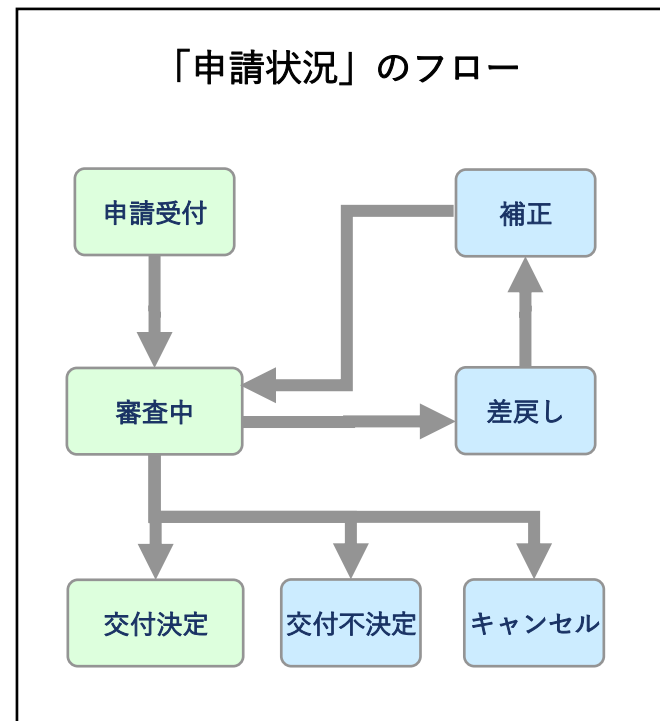 「申請状況」のフロー
申請受付
補正
審査中
差戻し
交付決定
交付不決定
キャンセル